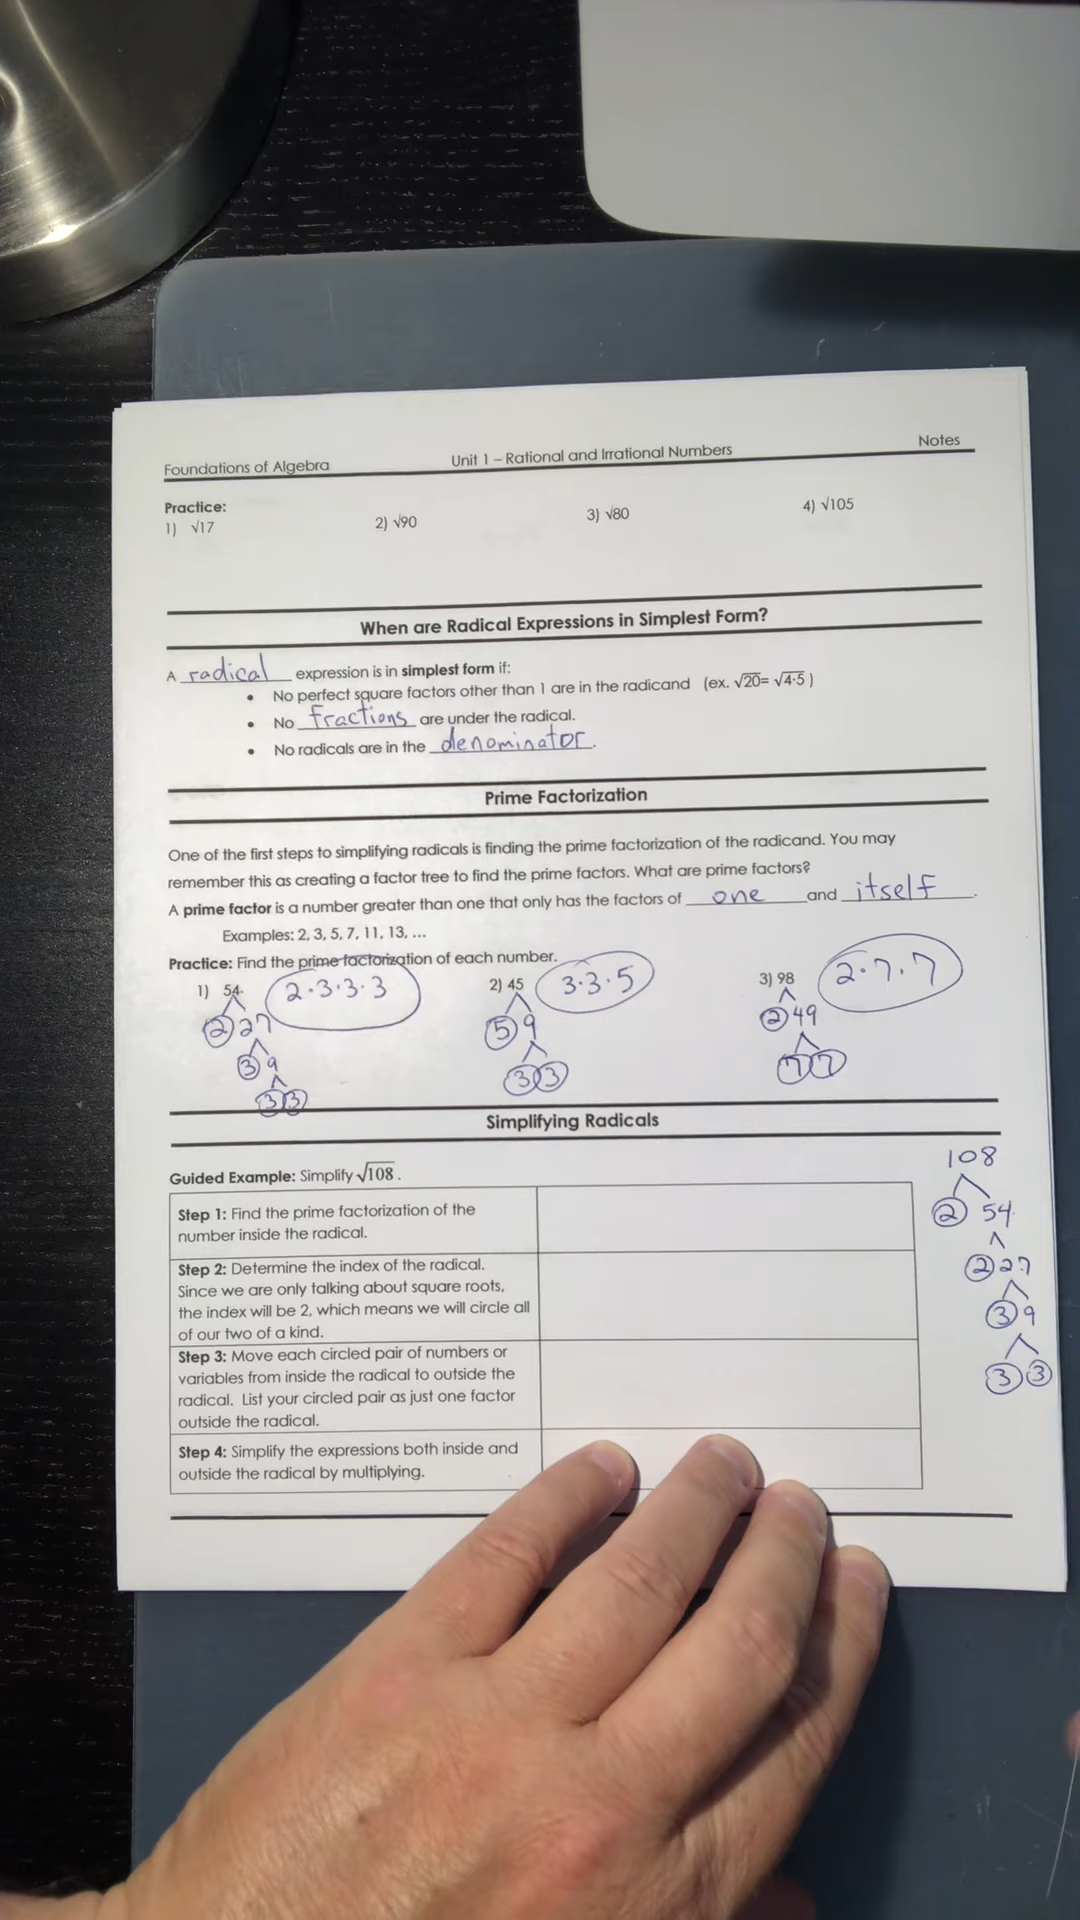 Foundations of Algebra Unit 1 – Rational and Irrational Numbers Notes
Practice:
1) √17 2) √90 3) √80 4) √105
When are Radical Expressions in Simplest Form?
A radical expression is in simplest form if:
• No perfect square factors other than 1 are in the radicand (ex. √20= √4·5 )
• No fractions are under the radical.
• No radicals are in the denominator.
Prime Factorization
One of the first steps to simplifying radicals is finding the prime factorization of the radicand. You may
remember this as creating a factor tree to find the prime factors. What are prime factors?
A prime factor is a number greater than one that only has the factors of one and itself.
Examples: 2, 3, 5, 7, 11, 13, ...
Practice: Find the prime factorization of each number.
1) 54 2·3·3·3
2 27
3 9
3 3
2) 45 3·3·5
5 9
3 3
3) 98 2·7·7
2 49
7 7
Simplifying Radicals
Guided Example: Simplify √108 .
Step 1: Find the prime factorization of the
number inside the radical.
Step 2: Determine the index of the radical.
Since we are only talking about square roots,
the index will be 2, which means we will circle all
of our two of a kind.
Step 3: Move each circled pair of numbers or
variables from inside the radical to outside the
radical. List your circled pair as just one factor
outside the radical.
Step 4: Simplify the expressions both inside and
outside the radical by multiplying.
108
2 54
2 27
3 9
3 3